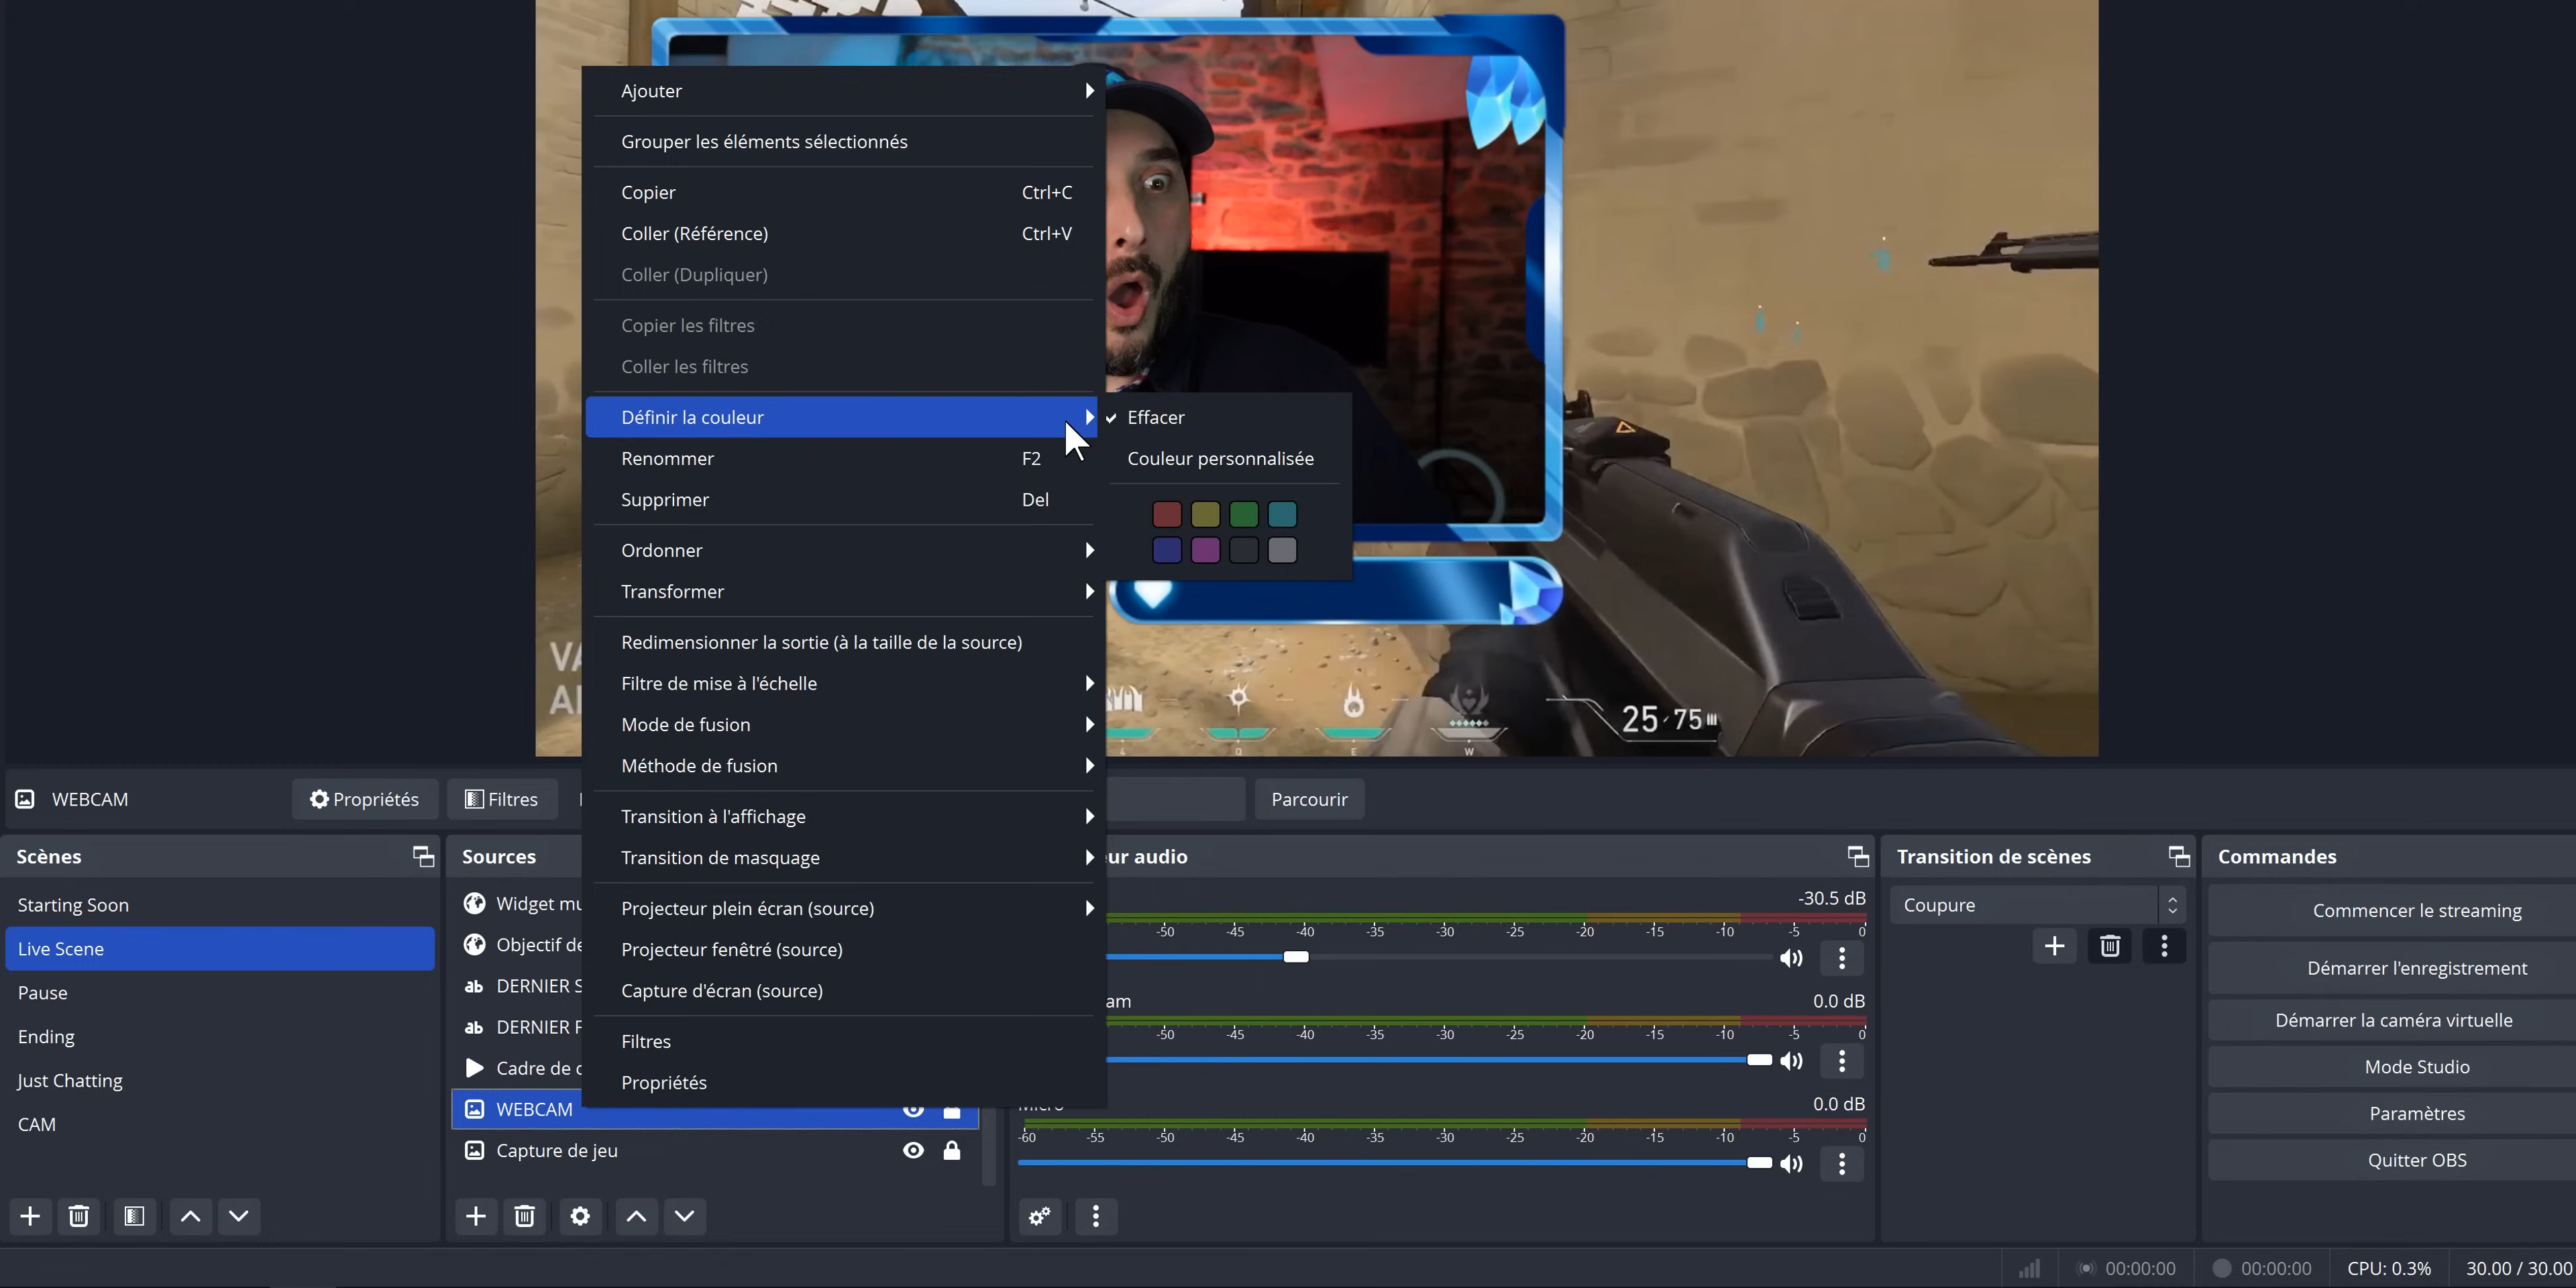 Ajouter
Grouper les éléments sélectionnés
Copier Ctrl+C
Coller (Référence) Ctrl+V
Coller (Dupliquer)
Copier les filtres
Coller les filtres
Définir la couleur
Effacer
Renommer F2
Couleur personnalisée
Supprimer Del
Ordonner
Transformer
Redimensionner la sortie (à la taille de la source)
Filtre de mise à l'échelle
Mode de fusion
25 / 75
Q E W
Méthode de fusion
WEBCAM
Propriétés
Filtres
Parcourir
Transition à l'affichage
Transition de masquage
Projecteur plein écran (source)
Projecteur fenêtré (source)
Capture d'écran (source)
Filtres
Propriétés
Scènes
Starting Soon
Live Scene
Pause
Ending
Just Chatting
CAM
Sources
Widget
Objectif
DERNIER
DERNIER
Cadre de
WEBCAM
Capture de jeu
audio
-30.5 dB
-50 -45 -40 -35 -30 -25 -20 -15 -10 -5 0
0.0 dB
-50 -45 -40 -35 -30 -25 -20 -15 -10 -5 0
Micro 0.0 dB
-60 -55 -50 -45 -40 -35 -30 -25 -20 -15 -10 -5 0
Transition de scènes
Coupure
Commandes
Commencer le streaming
Démarrer l'enregistrement
Démarrer la caméra virtuelle
Mode Studio
Paramètres
Quitter OBS
00:00:00
00:00:00
CPU: 0.3%
30.00 / 30.00